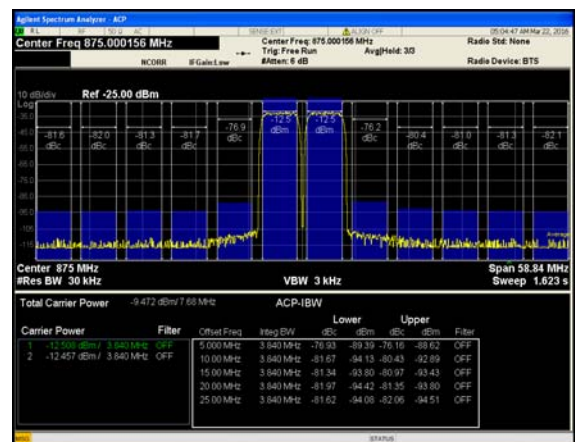 Agilent Spectrum Analyzer - ACP
RL RF 50 Ω AC SENSE:EXT ALIGN OFF 05:04:47 AM Mar 22, 2016
Center Freq 875.000156 MHz Center Freq: 875.000156 MHz Radio Std: None
Trig: Free Run Avg|Held: 3/3
NCORR IFGain:Low #Atten: 6 dB Radio Device: BTS
10 dB/div Ref -25.00 dBm
Log
-81.6 dBc -82.0 dBc -81.3 dBc -81.7 dBc -76.9 dBc -12.5 dBm -12.5 dBm -76.2 dBc -80.4 dBc -81.0 dBc -81.3 dBc -82.1 dBc
Average
Center 875 MHz Span 58.84 MHz
#Res BW 30 kHz VBW 3 kHz Sweep 1.623 s
Total Carrier Power -9.472 dBm/ 7.68 MHz ACP-IBW
Lower Upper
Carrier Power Filter Offset Freq Integ BW dBc dBm dBc dBm Filter
1 -12.508 dBm / 3.840 MHz OFF 5.000 MHz 3.840 MHz -76.93 -89.39 -76.16 -88.62 OFF
2 -12.457 dBm / 3.840 MHz OFF 10.00 MHz 3.840 MHz -81.67 -94.13 -80.43 -92.89 OFF
15.00 MHz 3.840 MHz -81.34 -93.80 -80.97 -93.43 OFF
20.00 MHz 3.840 MHz -81.97 -94.42 -81.35 -93.80 OFF
25.00 MHz 3.840 MHz -81.62 -94.08 -82.06 -94.51 OFF
MSG STATUS